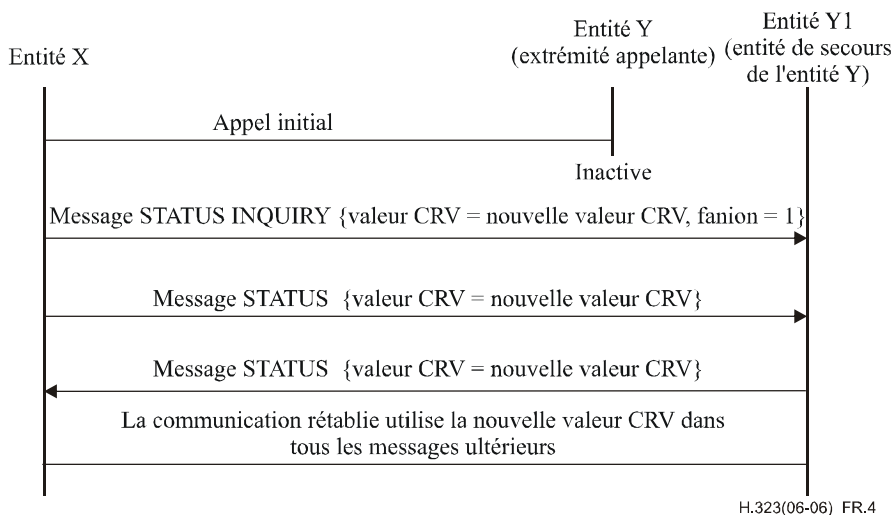 Entité X
Entité Y
(extrémité appelante)
Entité Y1
(entité de secours
de l'entité Y)
Appel initial
Inactive
Message STATUS INQUIRY {valeur CRV = nouvelle valeur CRV, fanion = 1}
Message STATUS {valeur CRV = nouvelle valeur CRV}
Message STATUS {valeur CRV = nouvelle valeur CRV}
La communication rétablie utilise la nouvelle valeur CRV dans
tous les messages ultérieurs
H.323(06-06) FR.4